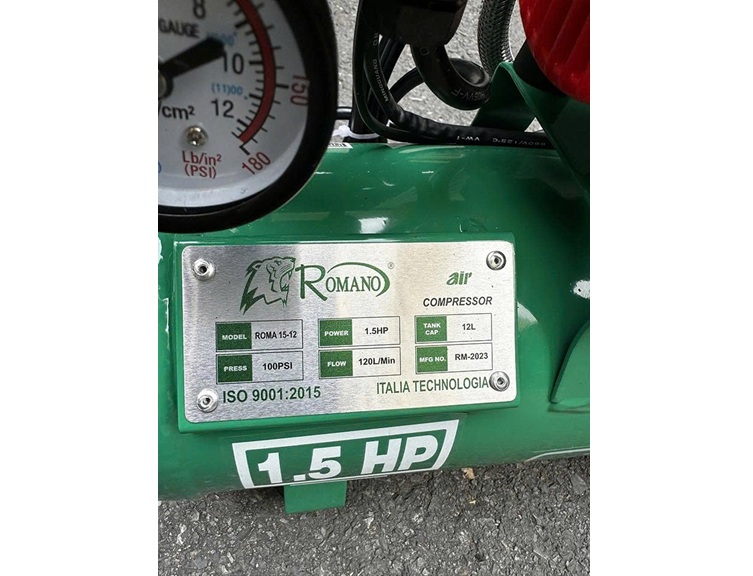 8
GAUGE
10
150
(11)00
/cm²
12
Lb/in²
(PSI)
180
ROMANO®
air
COMPRESSOR
MODEL ROMA 15-12 POWER 1.5HP TANK CAP 12L
PRESS 100PSI FLOW 120L/Min MFG NO. RM-2023
ISO 9001:2015 ITALIA TECHNOLOGIA
1.5 HP